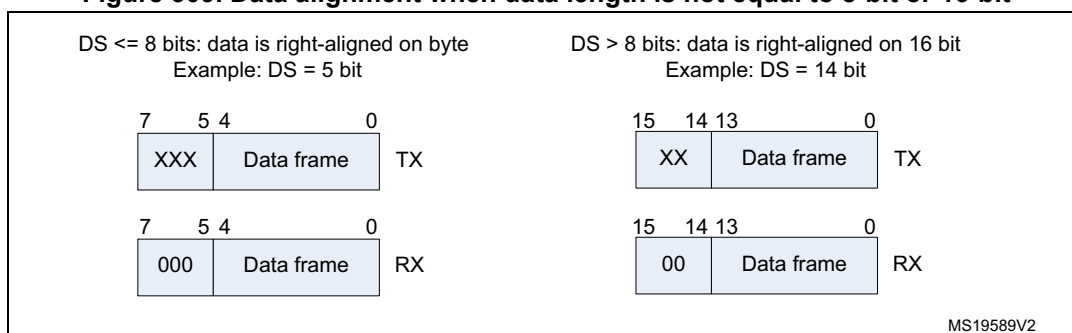 DS <= 8 bits: data is right-aligned on byte
Example: DS = 5 bit
7 5 4 0
XXX Data frame TX
7 5 4 0
000 Data frame RX
DS > 8 bits: data is right-aligned on 16 bit
Example: DS = 14 bit
15 14 13 0
XX Data frame TX
15 14 13 0
00 Data frame RX
MS19589V2